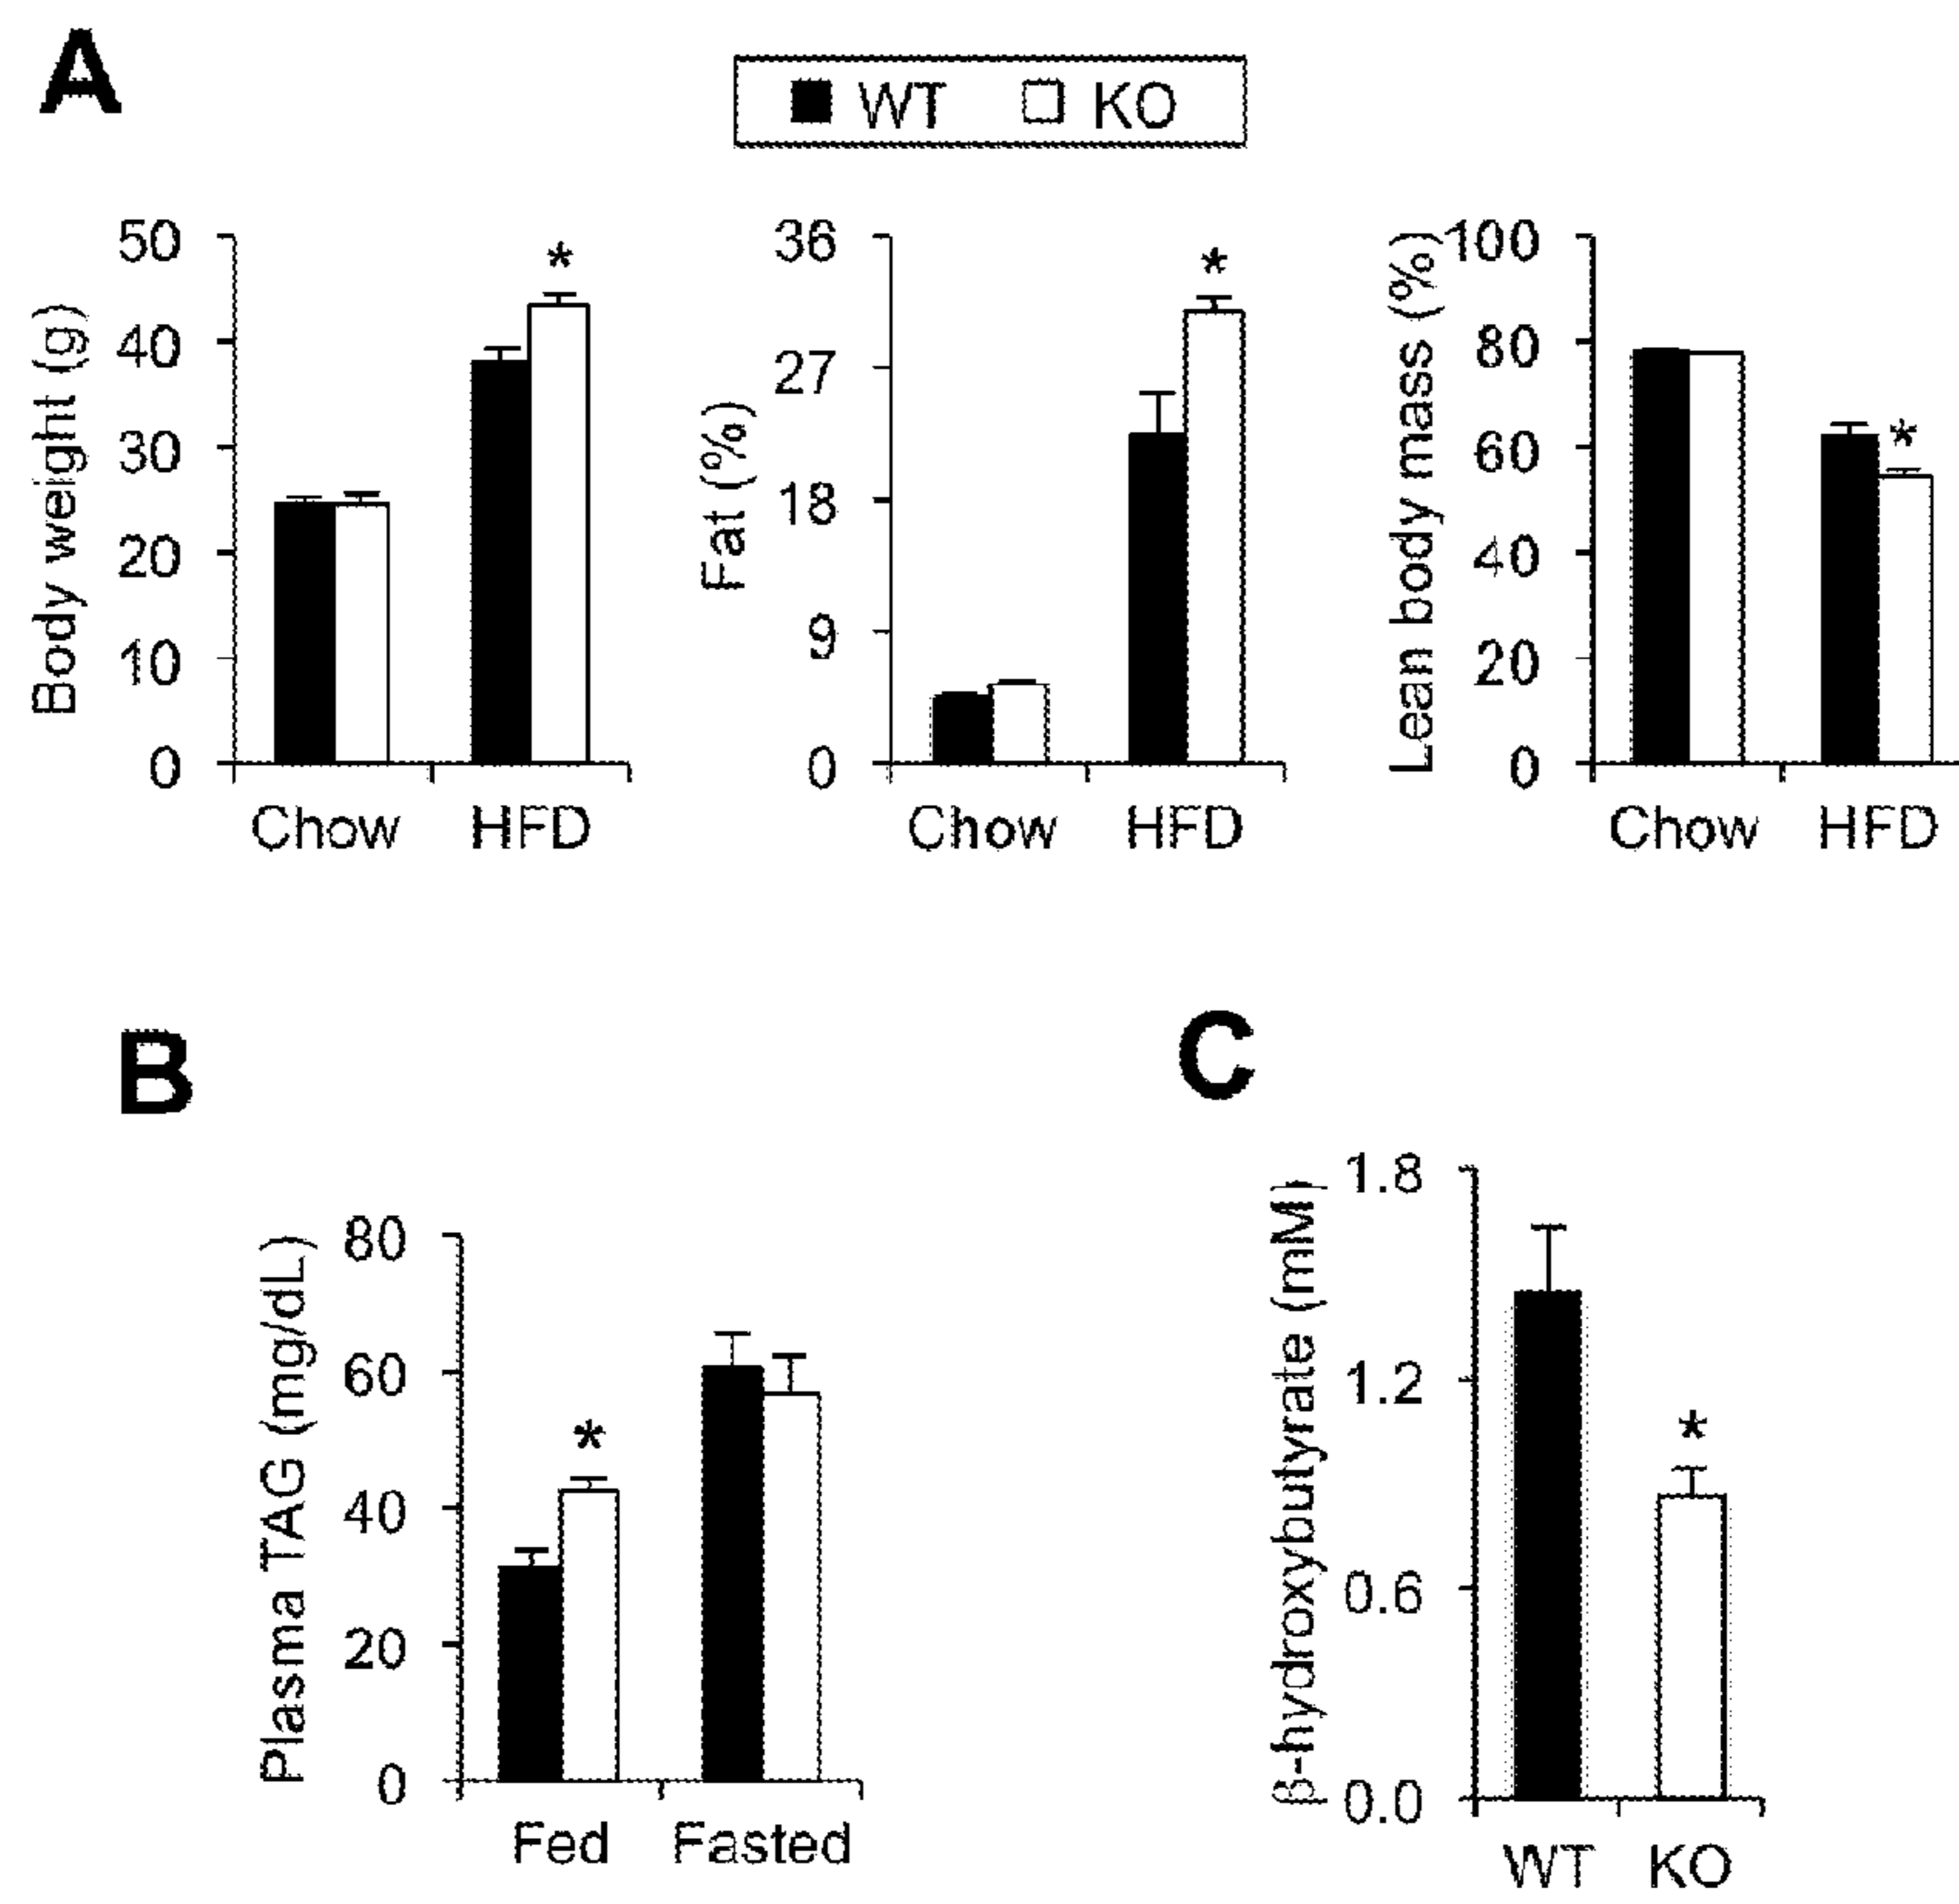 A
WT KO
Body weight (g)
50
40
30
20
10
0
*
Chow HFD
Fat (%)
36
27
18
9
0
*
Chow HFD
Lean body mass (%)
100
80
60
40
20
0
*
Chow HFD
B
Plasma TAG (mg/dL)
80
60
40
20
0
*
Fed Fasted
C
β-hydroxybutyrate (mM)
1.8
1.2
0.6
0.0
*
WT KO